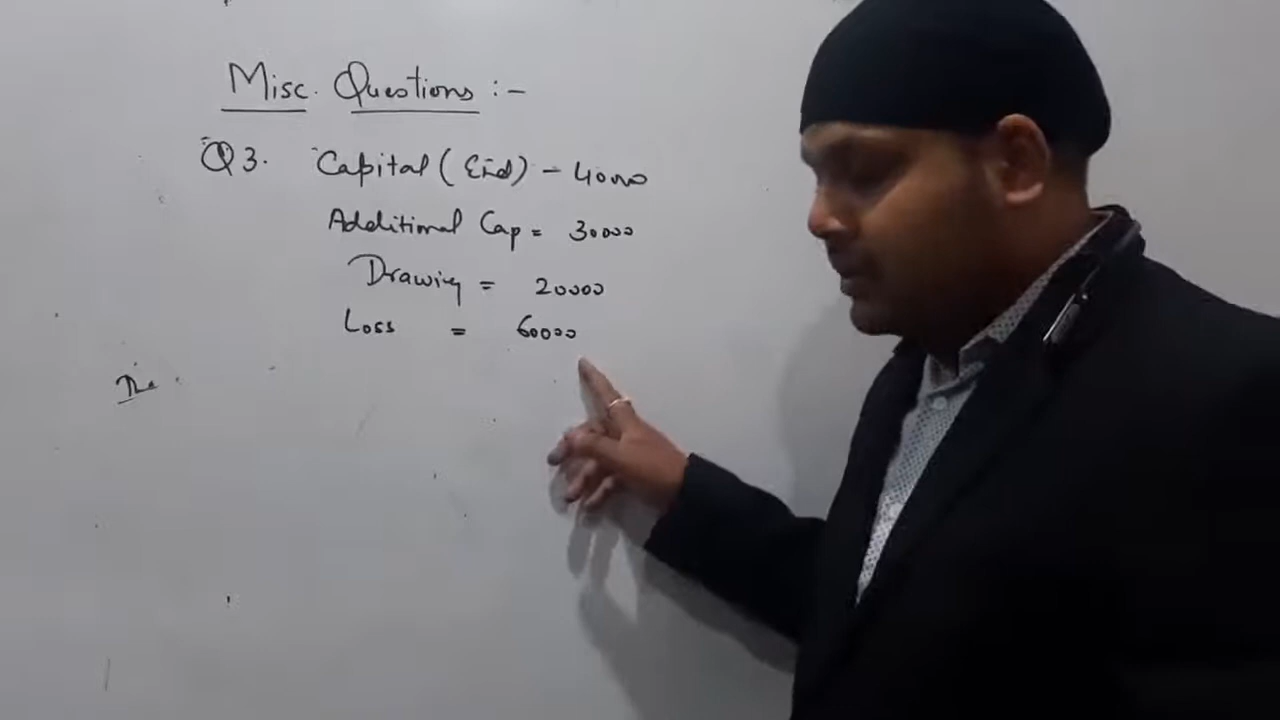 Misc. Questions :-
Q3. Capital (End) - 40000
Additional Cap = 30000
Drawing = 20000
Loss = 60000